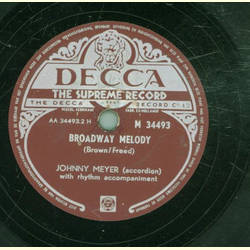 DECCA
THE SUPREME RECORD
THE DECCA RECORD
AA 34493.2 H
M 34493
BROADWAY MELODY
(Brown/Freed)
JOHNNY MEYER (accordion)
with rhythm accompaniment